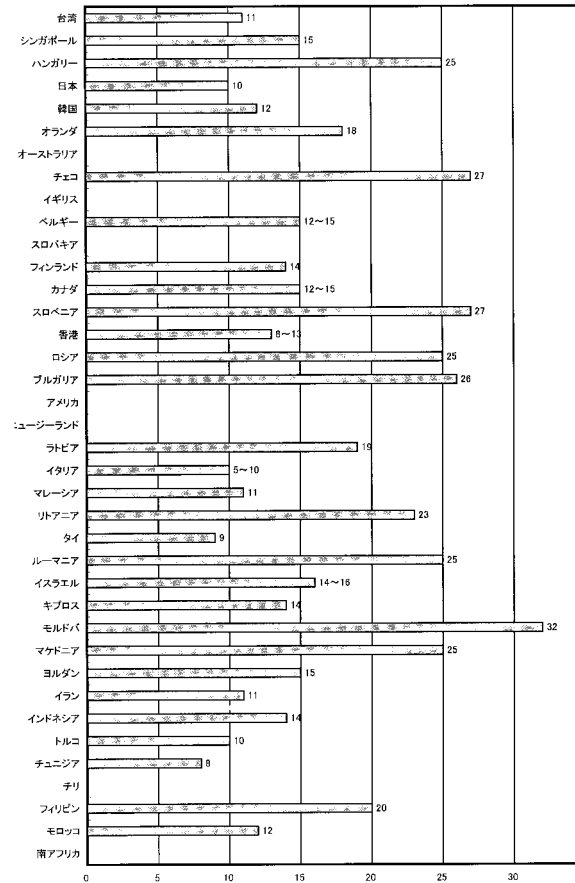 台湾 11
シンガポール 15
ハンガリー 25
日本 10
韓国 12
オランダ 18
オーストラリア
チェコ 27
イギリス
ベルギー 12～15
スロバキア
フィンランド 14
カナダ 12～15
スロベニア 27
香港 8～13
ロシア 25
ブルガリア 26
アメリカ
ニュージーランド
ラトビア 19
イタリア 5～10
マレーシア 11
リトアニア 23
タイ 9
ルーマニア 25
イスラエル 14～16
キプロス 14
モルドバ 32
マケドニア 25
ヨルダン 15
イラン 11
インドネシア 14
トルコ 10
チュニジア 8
チリ
フィリピン 20
モロッコ 12
南アフリカ
0 5 10 15 20 25 30